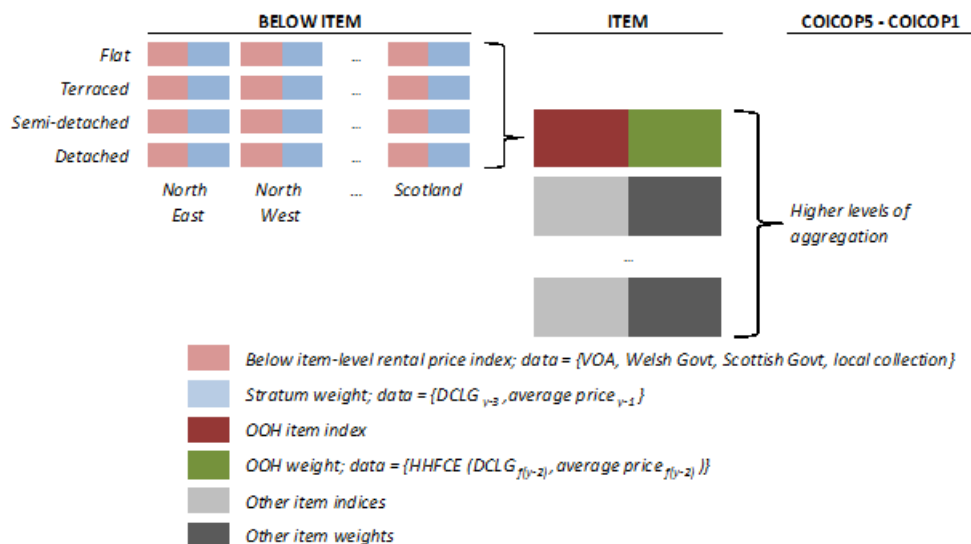 BELOW ITEM ITEM COICOP5 - COICOP1
Flat ...
Terraced ...
Semi-detached ...
Detached ...
North East North West ... Scotland
Higher levels of
aggregation
...
Below item-level rental price index; data = {VOA, Welsh Govt, Scottish Govt, local collection}
Stratum weight; data = {DCLG y-3 ,average price y-1 }
OOH item index
OOH weight; data = {HHFCE (DCLG f(y-2) , average price f(y-2) )}
Other item indices
Other item weights